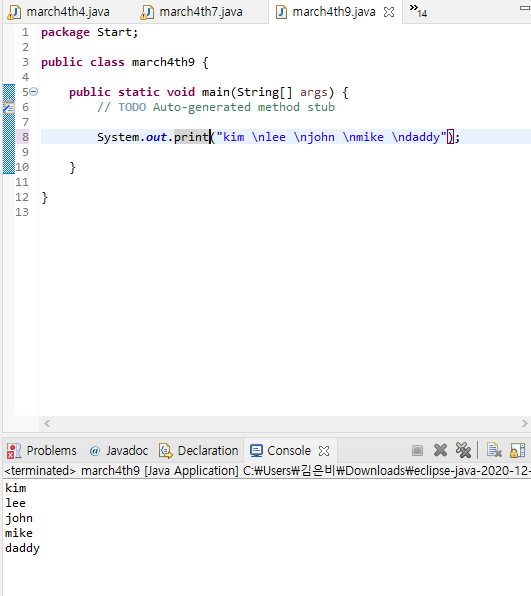 march4th4.java march4th7.java march4th9.java »14
1 package Start;
2
3 public class march4th9 {
4
5 public static void main(String[] args) {
6 // TODO Auto-generated method stub
7
8 System.out.print("kim \nlee \njohn \nmike \ndaddy");
9
10 }
11
12 }
13
Problems @ Javadoc Declaration Console
<terminated> march4th9 [Java Application] C:₩Users₩김은비₩Downloads₩eclipse-java-2020-12-
kim
lee
john
mike
daddy